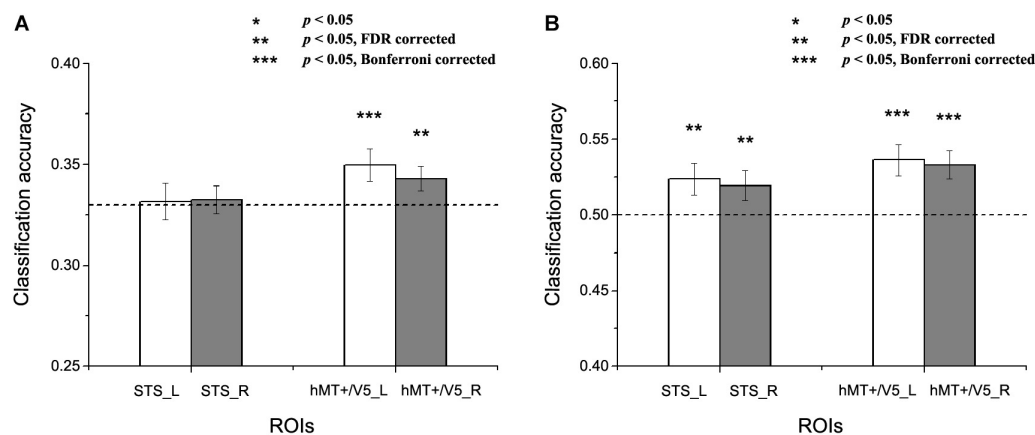 A
* p < 0.05
** p < 0.05, FDR corrected
*** p < 0.05, Bonferroni corrected
0.40
0.35
0.30
0.25
Classification accuracy
***
**
STS_L STS_R hMT+/V5_L hMT+/V5_R
ROIs
B
* p < 0.05
** p < 0.05, FDR corrected
*** p < 0.05, Bonferroni corrected
0.60
0.55
0.50
0.45
0.40
Classification accuracy
** ** *** ***
STS_L STS_R hMT+/V5_L hMT+/V5_R
ROIs